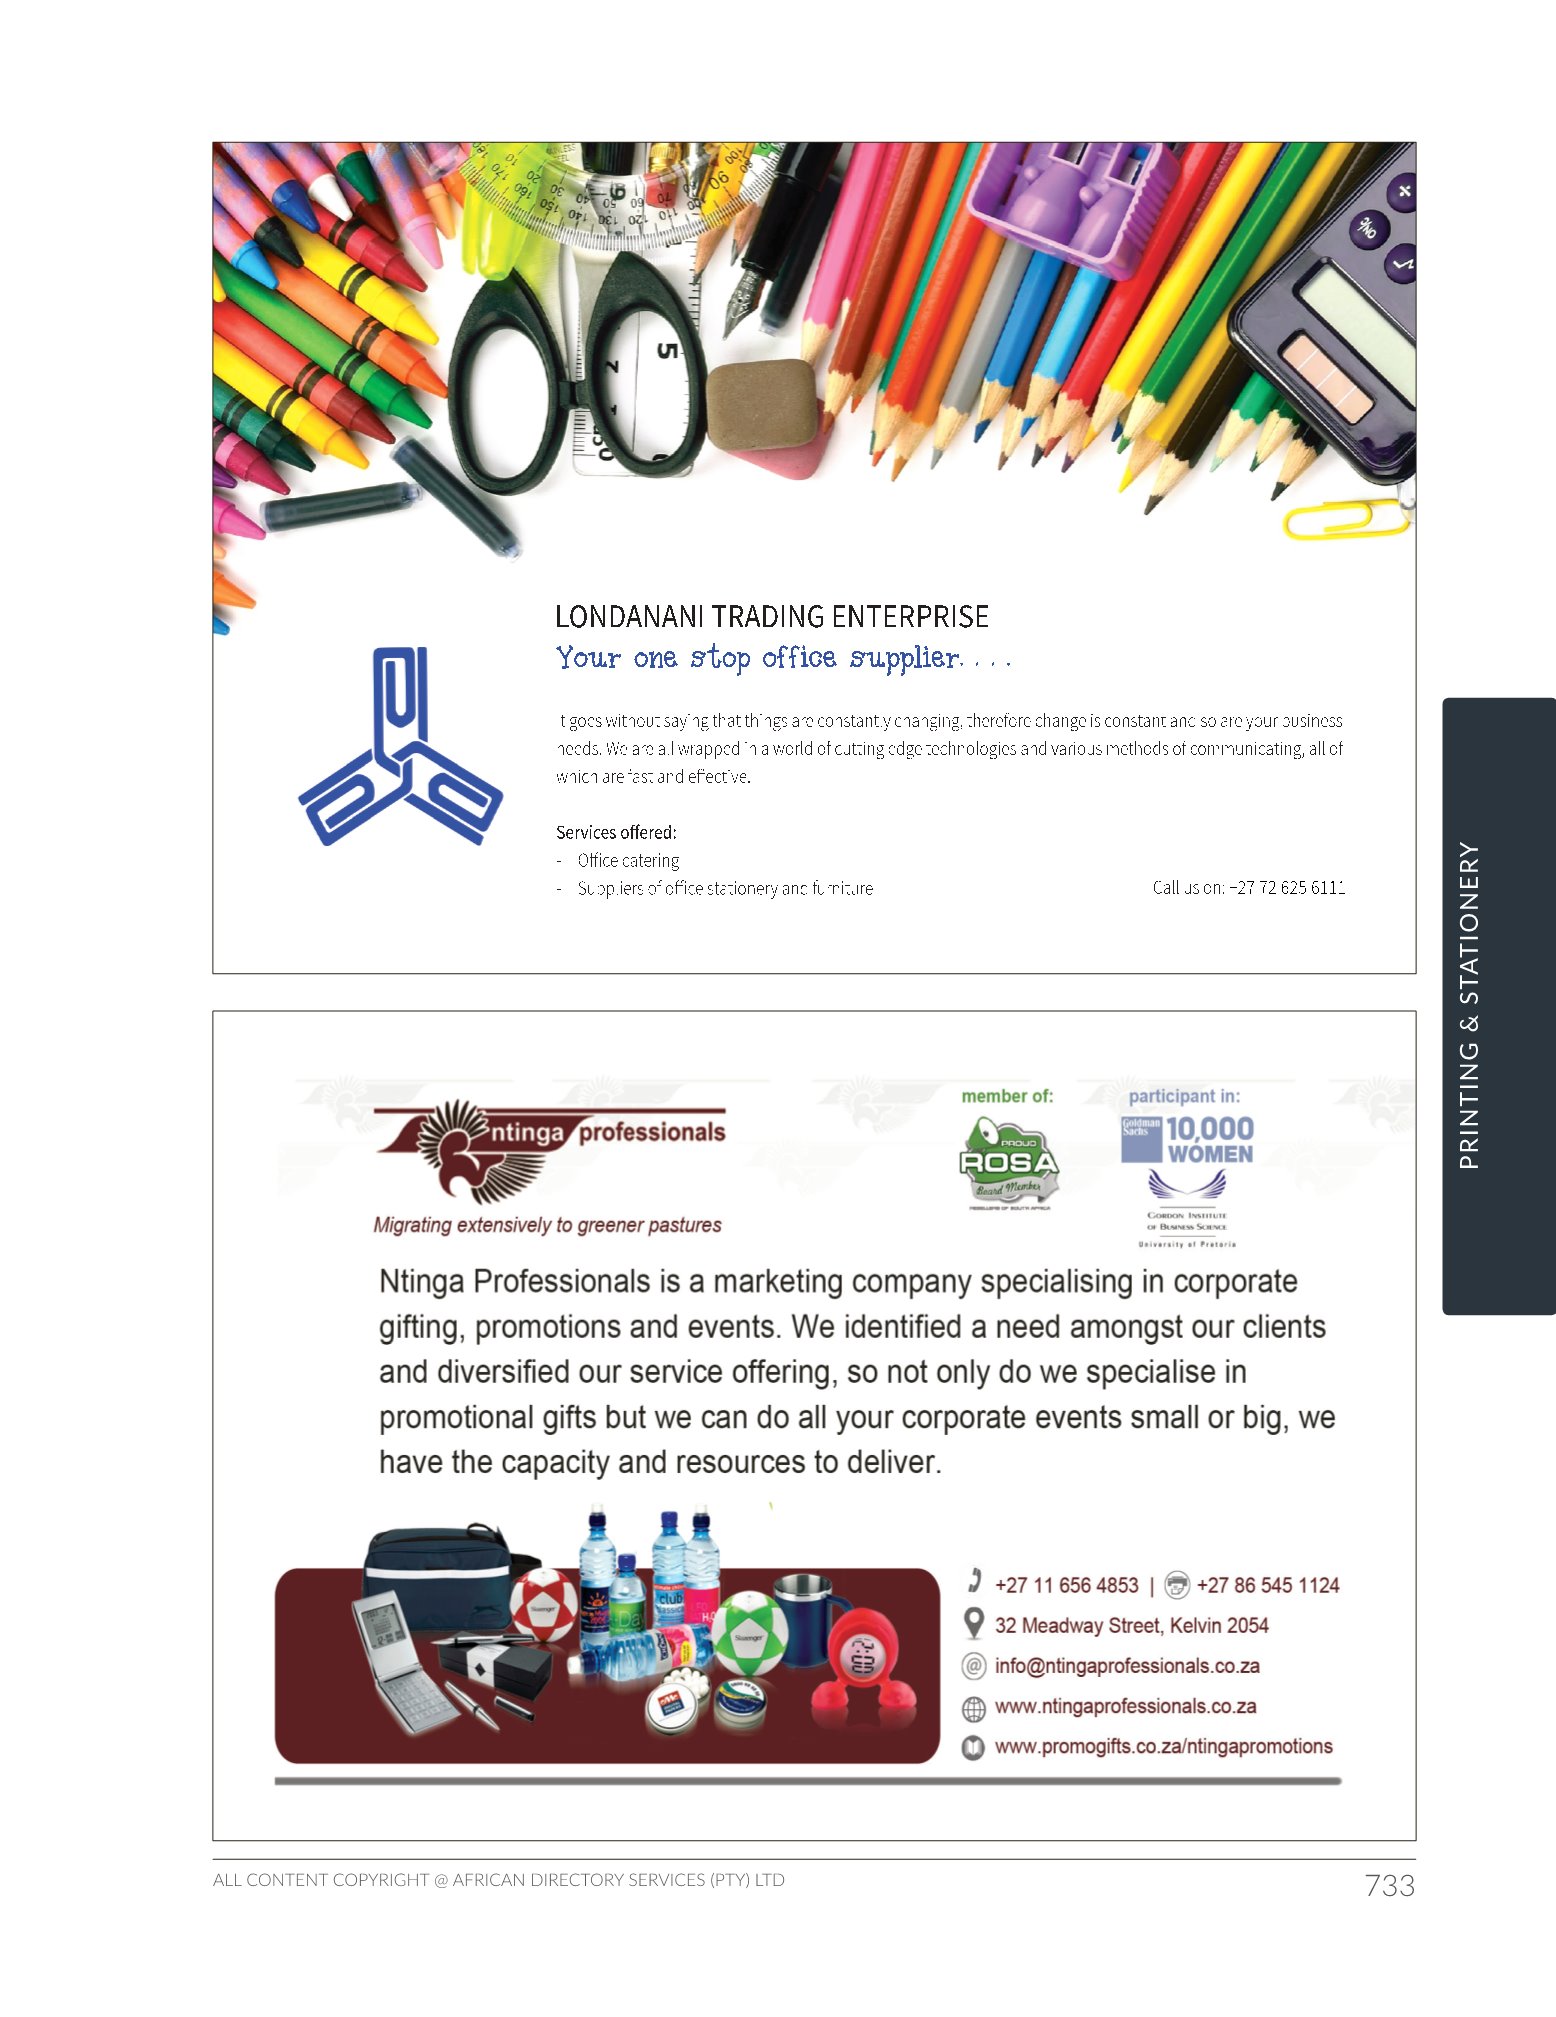 LONDANANI TRADING ENTERPRISE
Your one stop office supplier. . . .
It goes without saying that things are constantly changing, therefore change is constant and so are your business
needs. We are all wrapped in a world of cutting edge technologies and various methods of communicating, all of
which are fast and effective.
Services offered:
- Office catering
- Suppliers of office stationery and furniture
Call us on: +27 72 625 6111
PRINTING & STATIONERY
ntinga professionals
Migrating extensively to greener pastures
member of:
PROUD
ROSA
Board Member
RESELLERS OF SOUTH AFRICA
participant in:
Goldman
Sachs
10,000
WOMEN
GORDON INSTITUTE
OF BUSINESS SCIENCE
University of Pretoria
Ntinga Professionals is a marketing company specialising in corporate
gifting, promotions and events. We identified a need amongst our clients
and diversified our service offering, so not only do we specialise in
promotional gifts but we can do all your corporate events small or big, we
have the capacity and resources to deliver.
Slazenger
club
Slazenger
+27 11 656 4853 | +27 86 545 1124
32 Meadway Street, Kelvin 2054
info@ntingaprofessionals.co.za
www.ntingaprofessionals.co.za
www.promogifts.co.za/ntingapromotions
ALL CONTENT COPYRIGHT @ AFRICAN DIRECTORY SERVICES (PTY) LTD
733